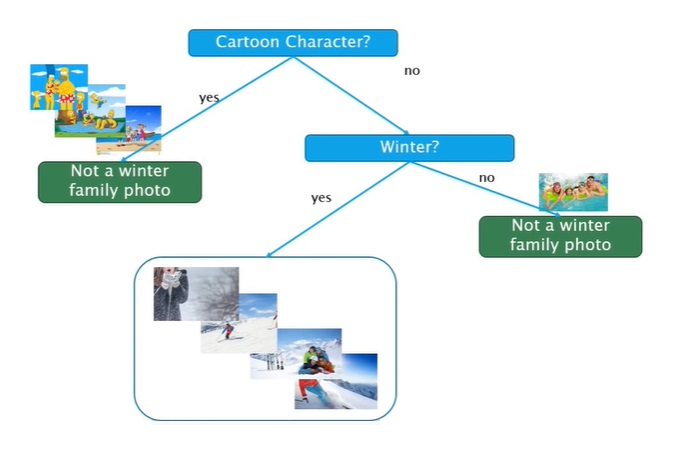 Cartoon Character?
no
yes
Winter?
Not a winter
family photo
no
yes
Not a winter
family photo